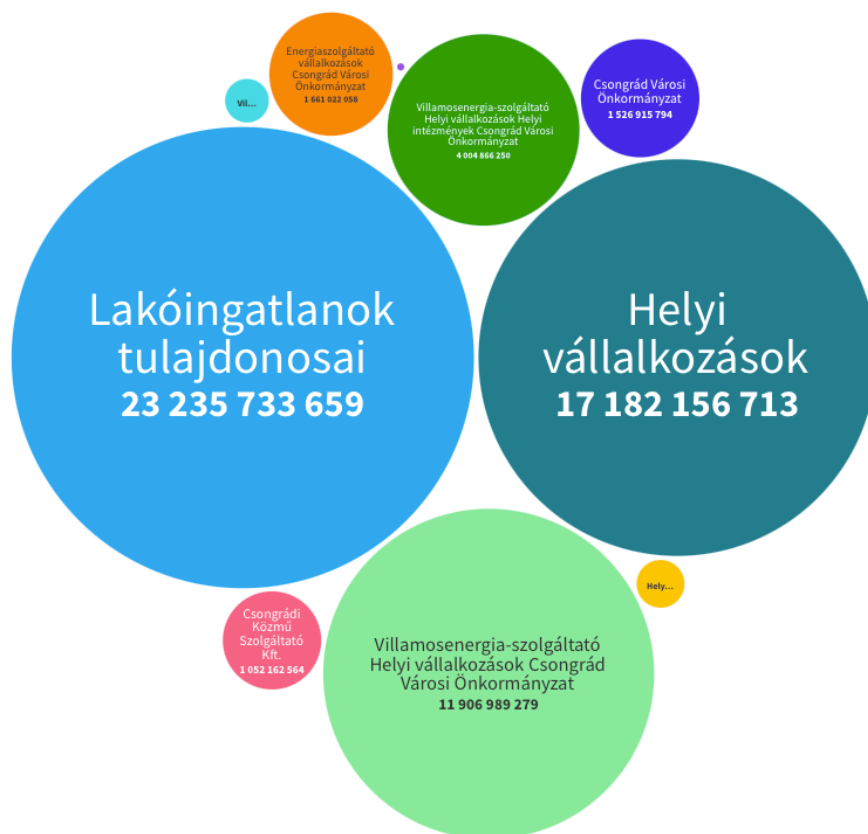 Energiaszolgáltató
vállalkozások
Csongrád Városi
Önkormányzat
1 661 022 058
Vil...
Villamosenergia-szolgáltató
Helyi vállalkozások Helyi
intézmények Csongrád Városi
Önkormányzat
4 004 866 250
Csongrád Városi
Önkormányzat
1 526 915 794
Lakóingatlanok
tulajdonosai
23 235 733 659
Helyi
vállalkozások
17 182 156 713
Hely...
Csongrádi
Közmű
Szolgáltató
Kft.
1 052 162 564
Villamosenergia-szolgáltató
Helyi vállalkozások Csongrád
Városi Önkormányzat
11 906 989 279